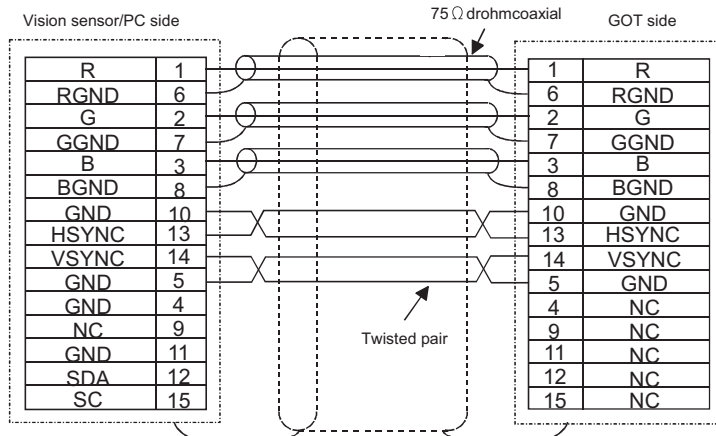 75 Ω drohmcoaxial
Vision sensor/PC side GOT side
R 1 1 R
RGND 6 6 RGND
G 2 2 G
GGND 7 7 GGND
B 3 3 B
BGND 8 8 BGND
GND 10 10 GND
HSYNC 13 13 HSYNC
VSYNC 14 14 VSYNC
GND 5 5 GND
GND 4 4 NC
NC 9 9 NC
GND 11 11 NC
SDA 12 12 NC
SC 15 15 NC
Twisted pair